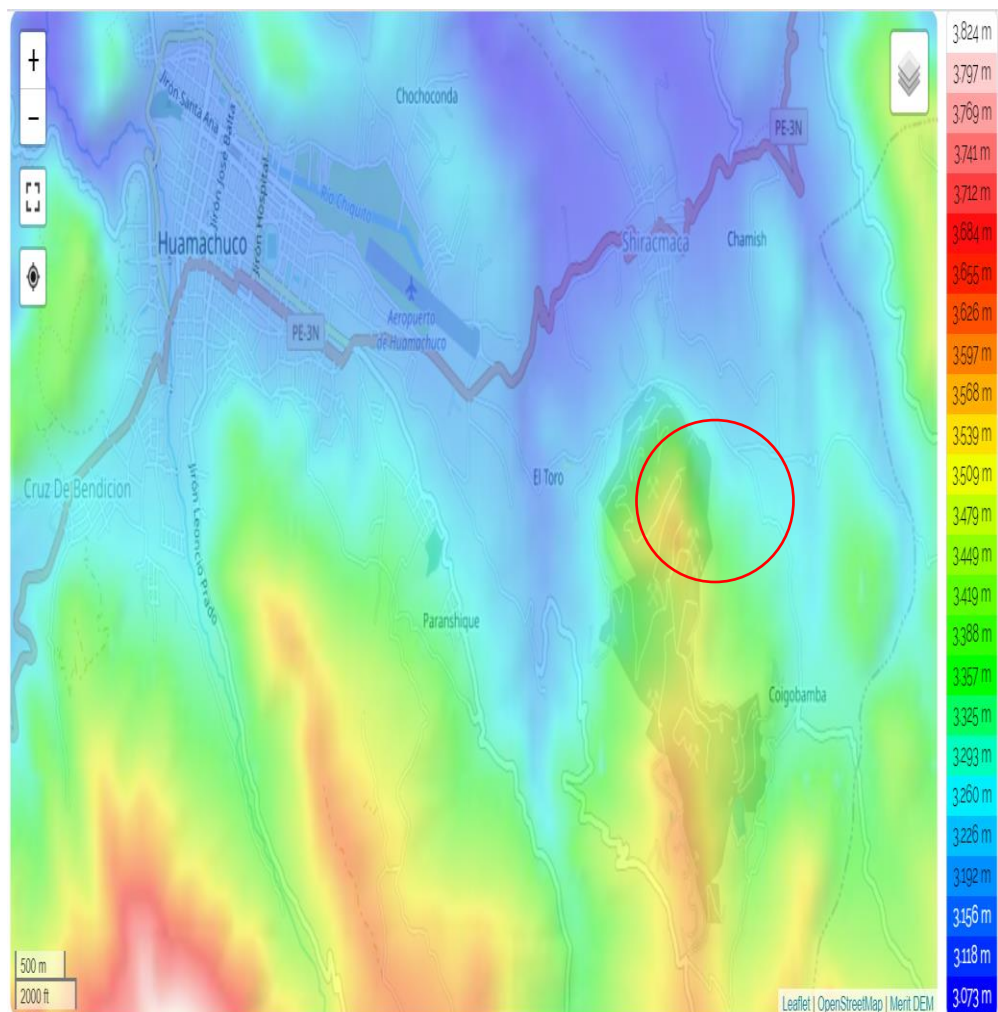 +
−
Jirón Santa Ana
Jirón José Balta
Jirón Hospital
Huamachuco
Chochoconda
Río Chiquito
Aeropuerto
de Huamachuco
PE-3N
PE-3N
Shiracmaca
Chamish
Cruz De Bendicion
Jirón Leoncio Prado
El Toro
Paranshique
Coigobamba
500 m
2000 ft
Leaflet | OpenStreetMap | Merit DEM
3.824 m
3.797 m
3.769 m
3.741 m
3.712 m
3.684 m
3.655 m
3.626 m
3.597 m
3.568 m
3.539 m
3.509 m
3.479 m
3.449 m
3.419 m
3.388 m
3.357 m
3.325 m
3.293 m
3.260 m
3.226 m
3.192 m
3.156 m
3.118 m
3.073 m